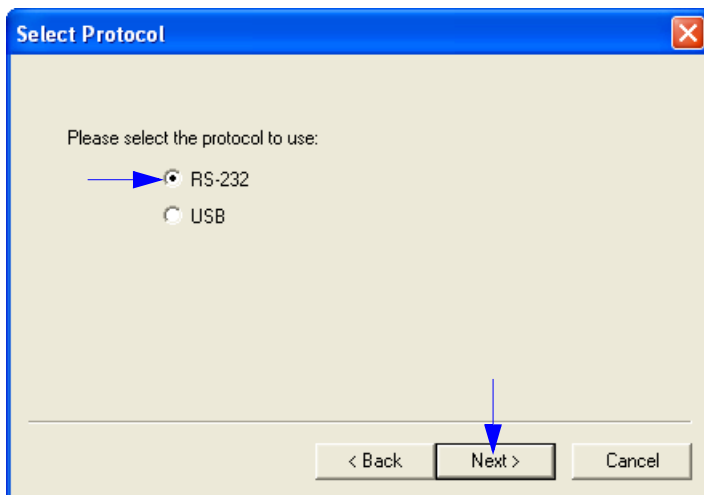 Select Protocol
Please select the protocol to use:
RS-232
USB
< Back Next > Cancel